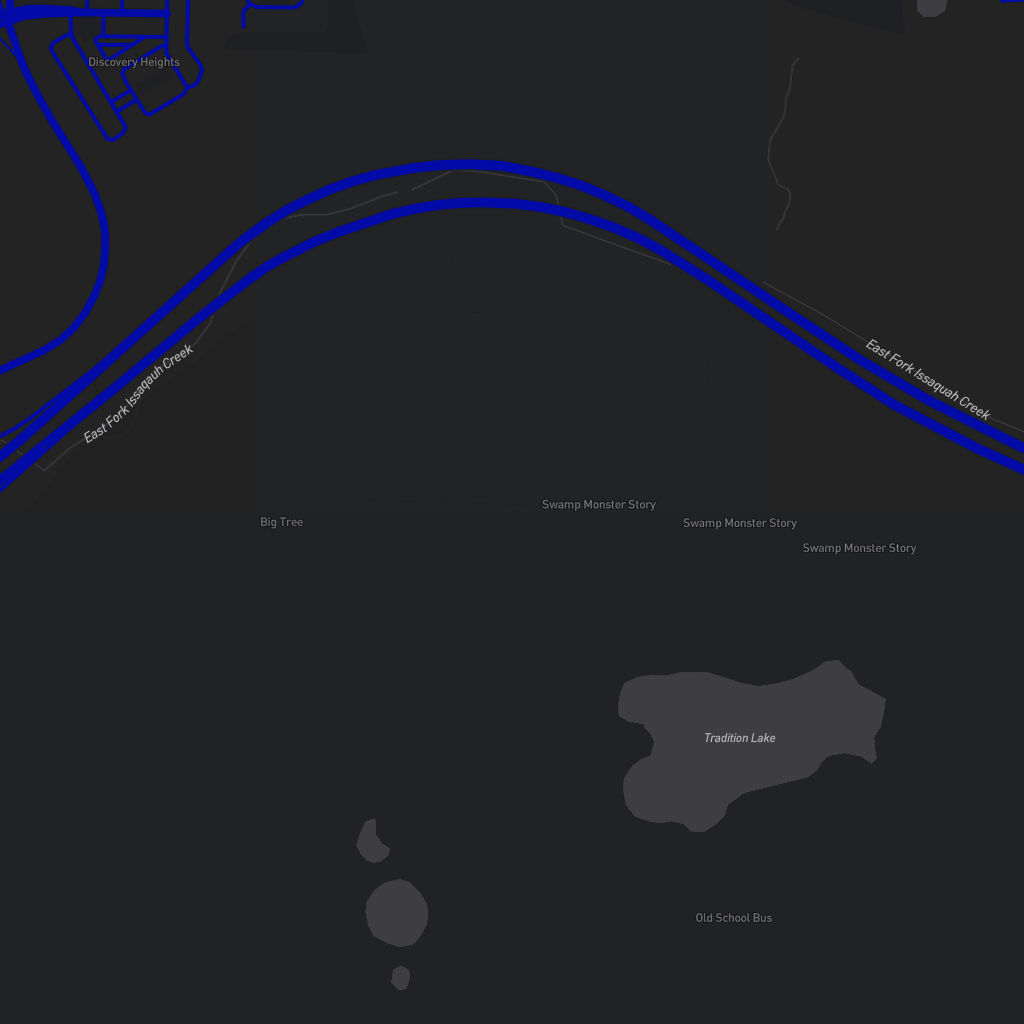 Discovery Heights
East Fork Issaqauh Creek
East Fork Issaquah Creek
Swamp Monster Story
Big Tree
Swamp Monster Story
Swamp Monster Story
Tradition Lake
Old School Bus